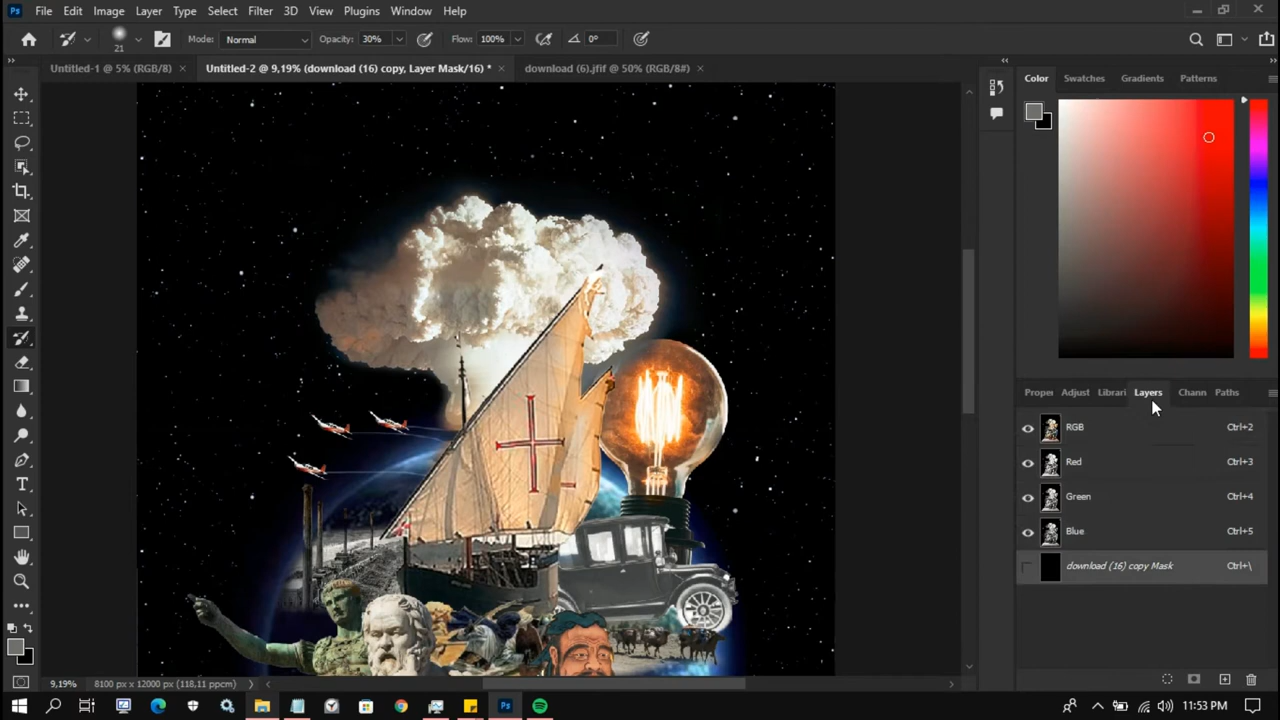 Ps File Edit Image Layer Type Select Filter 3D View Plugins Window Help
21 Mode: Normal Opacity: 30% Flow: 100% 0°
Untitled-1 @ 5% (RGB/8) × Untitled-2 @ 9,19% (download (16) copy, Layer Mask/16) * × download (6).jfif @ 50% (RGB/8#) ×
Color Swatches Gradients Patterns
Proper Adjust Librari Layers Chann Paths
RGB Ctrl+2
Red Ctrl+3
Green Ctrl+4
Blue Ctrl+5
download (16) copy Mask Ctrl+\
9,19% 8100 px x 12000 px (118,11 ppcm)
Ps 11:53 PM